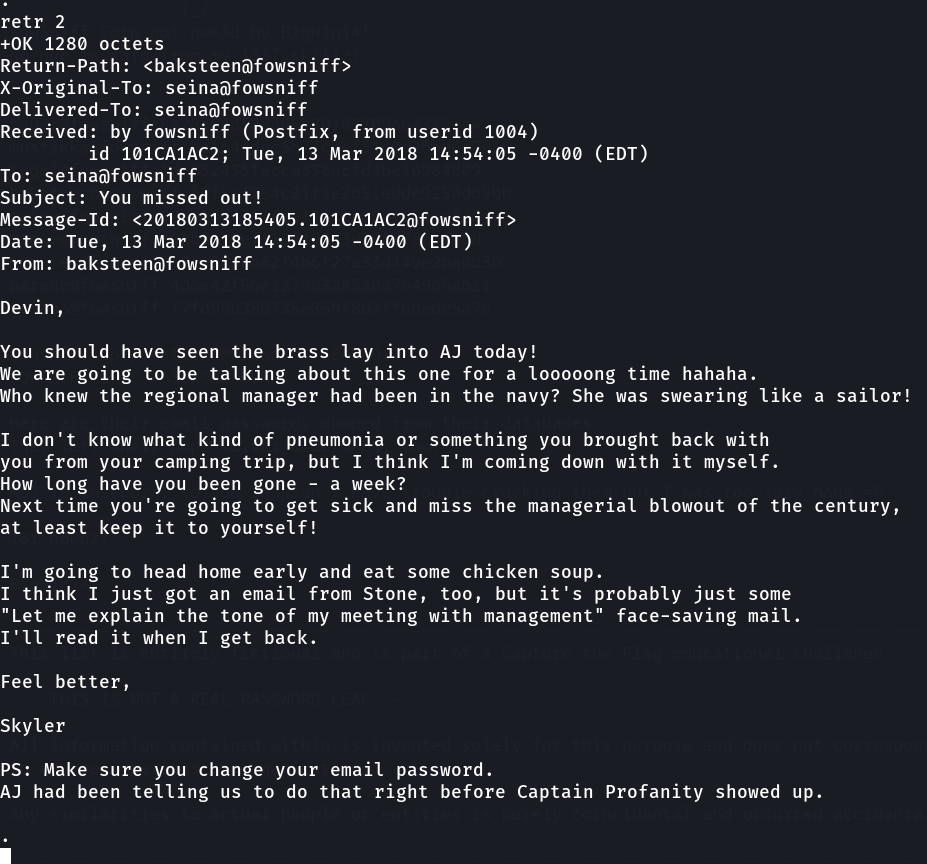 .
retr 2
+OK 1280 octets
Return-Path: <baksteen@fowsniff>
X-Original-To: seina@fowsniff
Delivered-To: seina@fowsniff
Received: by fowsniff (Postfix, from userid 1004)
        id 101CA1AC2; Tue, 13 Mar 2018 14:54:05 -0400 (EDT)
To: seina@fowsniff
Subject: You missed out!
Message-Id: <20180313185405.101CA1AC2@fowsniff>
Date: Tue, 13 Mar 2018 14:54:05 -0400 (EDT)
From: baksteen@fowsniff

Devin,

You should have seen the brass lay into AJ today!
We are going to be talking about this one for a looooong time hahaha.
Who knew the regional manager had been in the navy? She was swearing like a sailor!

I don't know what kind of pneumonia or something you brought back with
you from your camping trip, but I think I'm coming down with it myself.
How long have you been gone - a week?
Next time you're going to get sick and miss the managerial blowout of the century,
at least keep it to yourself!

I'm going to head home early and eat some chicken soup.
I think I just got an email from Stone, too, but it's probably just some
"Let me explain the tone of my meeting with management" face-saving mail.
I'll read it when I get back.

Feel better,

Skyler

PS: Make sure you change your email password.
AJ had been telling us to do that right before Captain Profanity showed up.

.